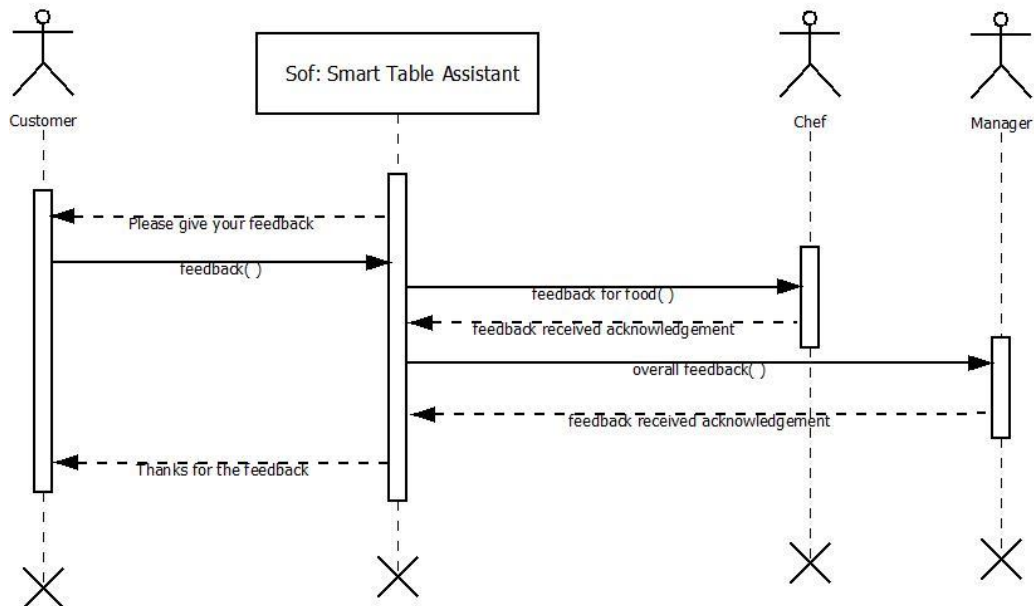 Sof: Smart Table Assistant
Customer
Chef
Manager
Please give your feedback
feedback( )
feedback for food( )
feedback received acknowledgement
overall feedback( )
feedback received acknowledgement
Thanks for the feedback